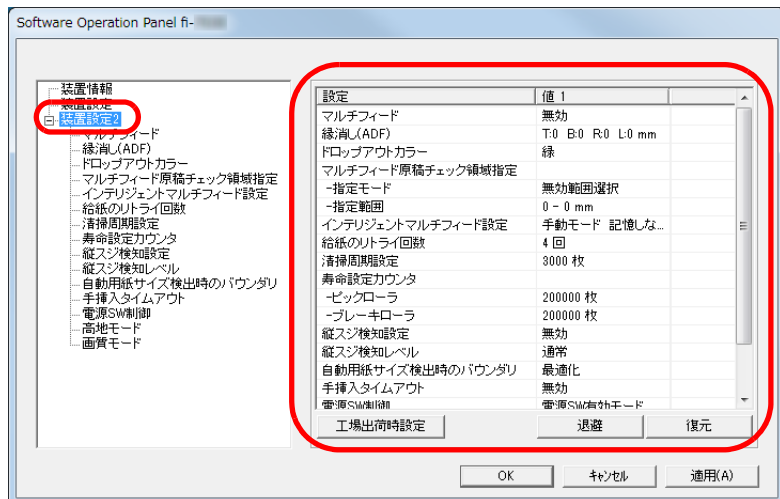 Software Operation Panel fi-
装置情報
装置設定
装置設定2
マルチフィード
縁消し(ADF)
ドロップアウトカラー
マルチフィード原稿チェック領域指定
インテリジェントマルチフィード設定
給紙のリトライ回数
清掃周期設定
寿命設定カウンタ
縦スジ検知設定
縦スジ検知レベル
自動用紙サイズ検出時のバウンダリ
手挿入タイムアウト
電源SW制御
高地モード
画質モード
設定 値 1
マルチフィード 無効
縁消し(ADF) T:0 B:0 R:0 L:0 mm
ドロップアウトカラー 緑
マルチフィード原稿チェック領域指定
-指定モード 無効範囲選択
-指定範囲 0 - 0 mm
インテリジェントマルチフィード設定 手動モード 記憶しな...
給紙のリトライ回数 4 回
清掃周期設定 3000 枚
寿命設定カウンタ
-ピックローラ 200000 枚
-ブレーキローラ 200000 枚
縦スジ検知設定 無効
縦スジ検知レベル 通常
自動用紙サイズ検出時のバウンダリ 最適化
手挿入タイムアウト 無効
電源SW制御 電源SW有効モード
工場出荷時設定 退避 復元
OK キャンセル 適用(A)